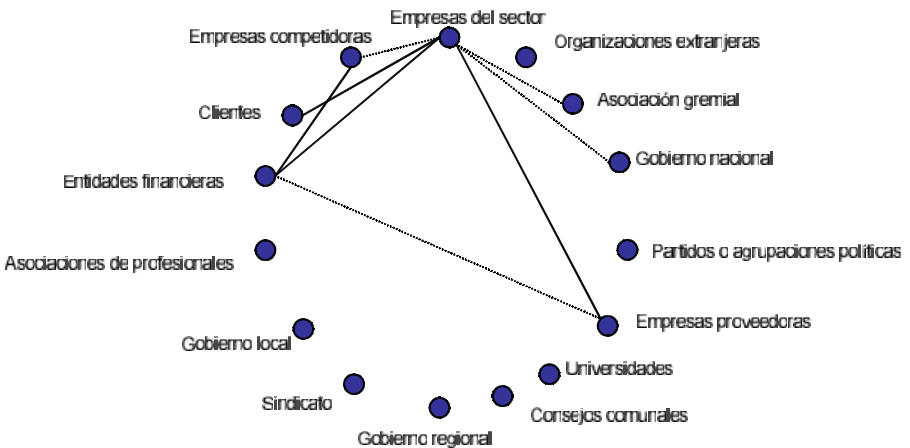 Empresas del sector
Empresas competidoras
Organizaciones extranjeras
Clientes
Asociación gremial
Gobierno nacional
Entidades financieras
Partidos o agrupaciones políticas
Asociaciones de profesionales
Empresas proveedoras
Gobierno local
Universidades
Sindicato
Consejos comunales
Gobierno regional